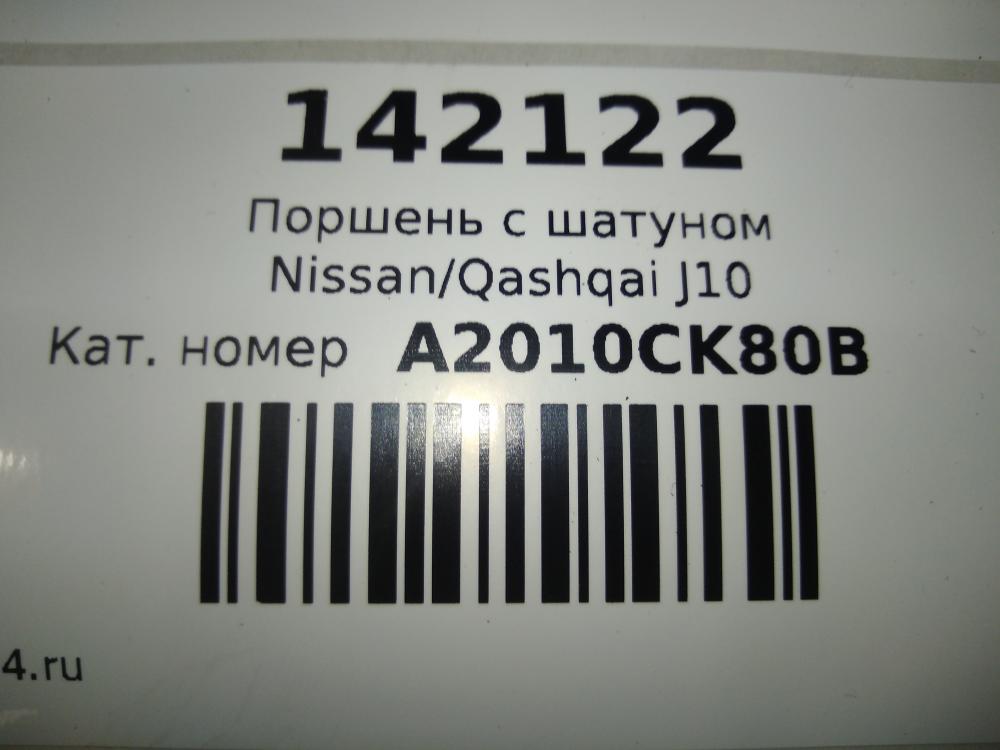 142122
Поршень с шатуном
Nissan/Qashqai J10
Кат. номер A2010CK80B
4.ru